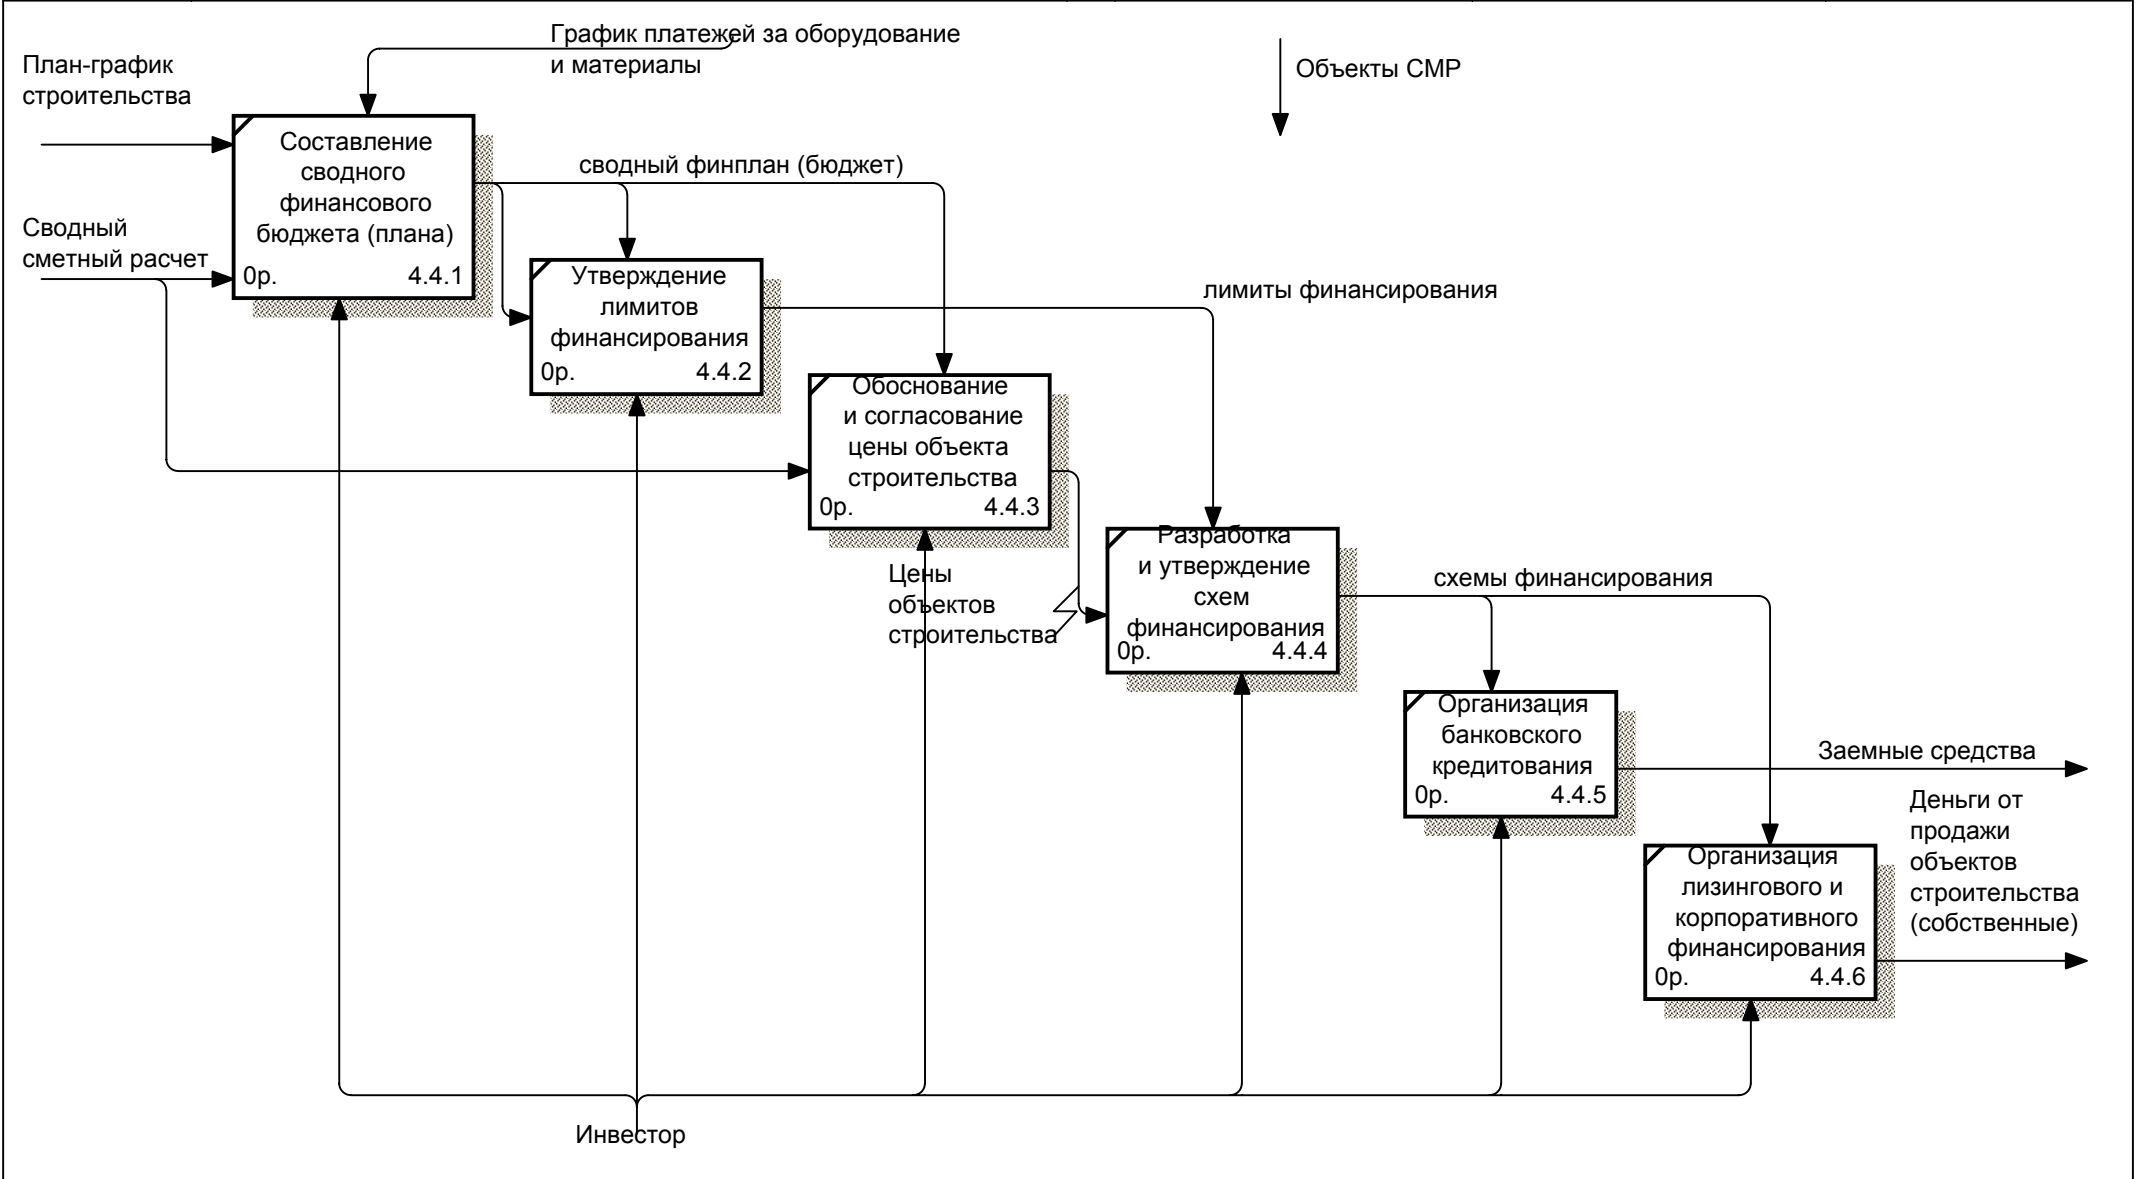 График платежей за оборудование
и материалы
План-график
строительства
Объекты СМР
Составление
сводного
финансового
бюджета (плана)
0р. 4.4.1
сводный финплан (бюджет)
Сводный
сметный расчет
Утверждение
лимитов
финансирования
0р. 4.4.2
лимиты финансирования
Обоснование
и согласование
цены объекта
строительства
0р. 4.4.3
Цены
объектов
строительства
Разработка
и утверждение
схем
финансирования
0р. 4.4.4
схемы финансирования
Организация
банковского
кредитования
0р. 4.4.5
Заемные средства
Деньги от
продажи
объектов
строительства
(собственные)
Организация
лизингового и
корпоративного
финансирования
0р. 4.4.6
Инвестор